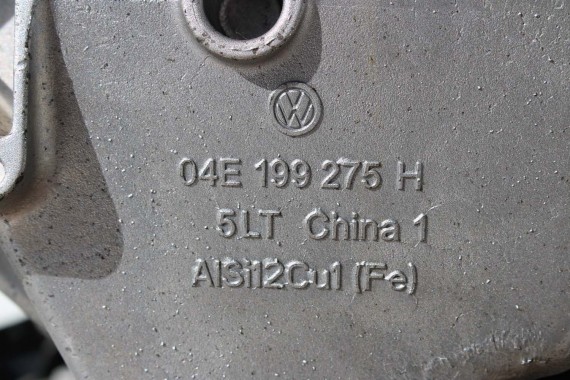 04E 199 275 H
5LT China 1
AlSi12Cu1 (Fe)